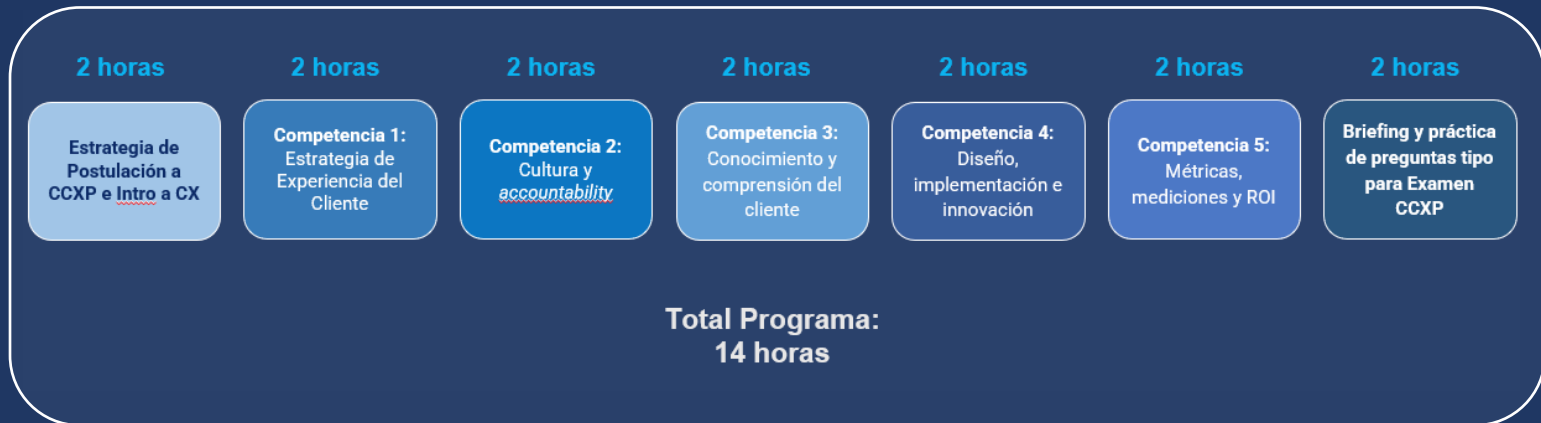 2 horas
2 horas
2 horas
2 horas
2 horas
2 horas
2 horas
Estrategia de
Postulación a
CCXP e Intro a CX
Competencia 1:
Estrategia de
Experiencia del
Cliente
Competencia 2:
Cultura y
accountability
Competencia 3:
Conocimiento y
comprensión del
cliente
Competencia 4:
Diseño,
implementación e
innovación
Competencia 5:
Métricas,
mediciones y ROI
Briefing y práctica
de preguntas tipo
para Examen
CCXP
Total Programa:
14 horas